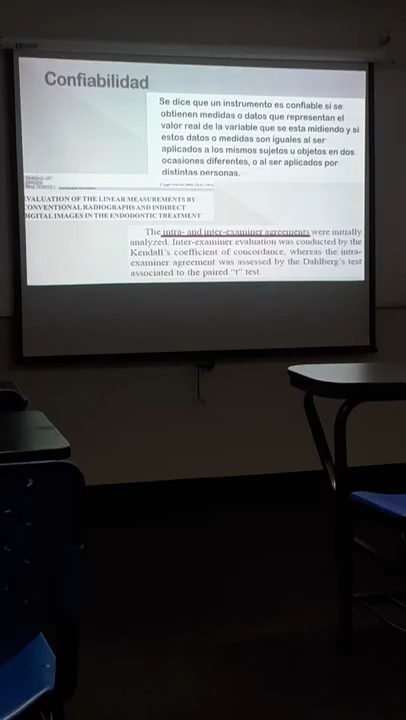 Confiabilidad
Se dice que un instrumento es confiable si se
obtienen medidas o datos que representan el
valor real de la variable que se esta midiendo y si
estos datos o medidas son iguales al ser
aplicados a los mismos sujetos u objetos en dos
ocasiones diferentes, o al ser aplicados por
distintas personas.
EVALUATION OF THE LINEAR MEASUREMENTS BY
CONVENTIONAL RADIOGRAPHS AND INDIRECT
DIGITAL IMAGES IN THE ENDODONTIC TREATMENT
The intra- and inter-examiner agreements were initially
analyzed. Inter-examiner evaluation was conducted by the
Kendall's coefficient of concordance, whereas the intra-
examiner agreement was assessed by the Dahlberg's test
associated to the paired "t" test.